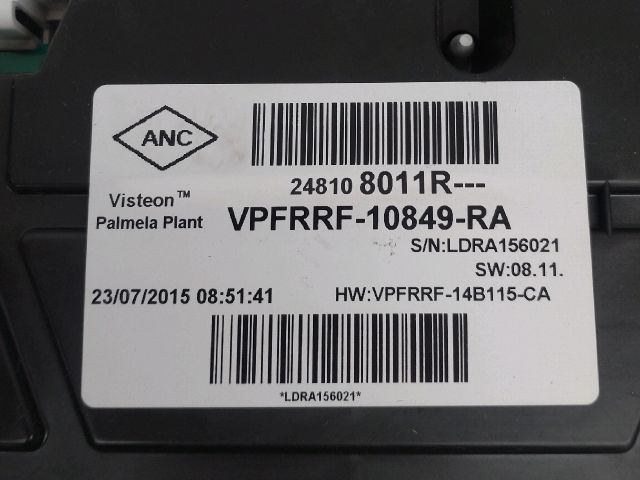 ANC
24810 8011R---
Visteon™
Palmela Plant
VPFRRF-10849-RA
S/N:LDRA156021
SW:08.11.
23/07/2015 08:51:41
HW:VPFRRF-14B115-CA
*LDRA156021*